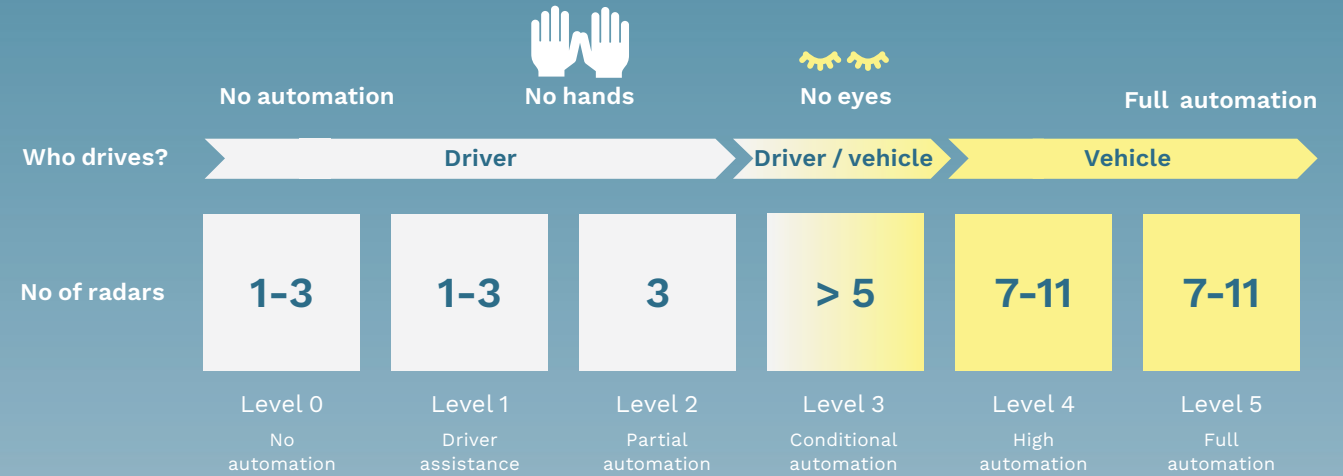 No automation
No hands
No eyes
Full automation
Who drives?
Driver
Driver / vehicle
Vehicle
No of radars
1-3
1-3
3
> 5
7-11
7-11
Level 0
Level 1
Level 2
Level 3
Level 4
Level 5
No
automation
Driver
assistance
Partial
automation
Conditional
automation
High
automation
Full
automation